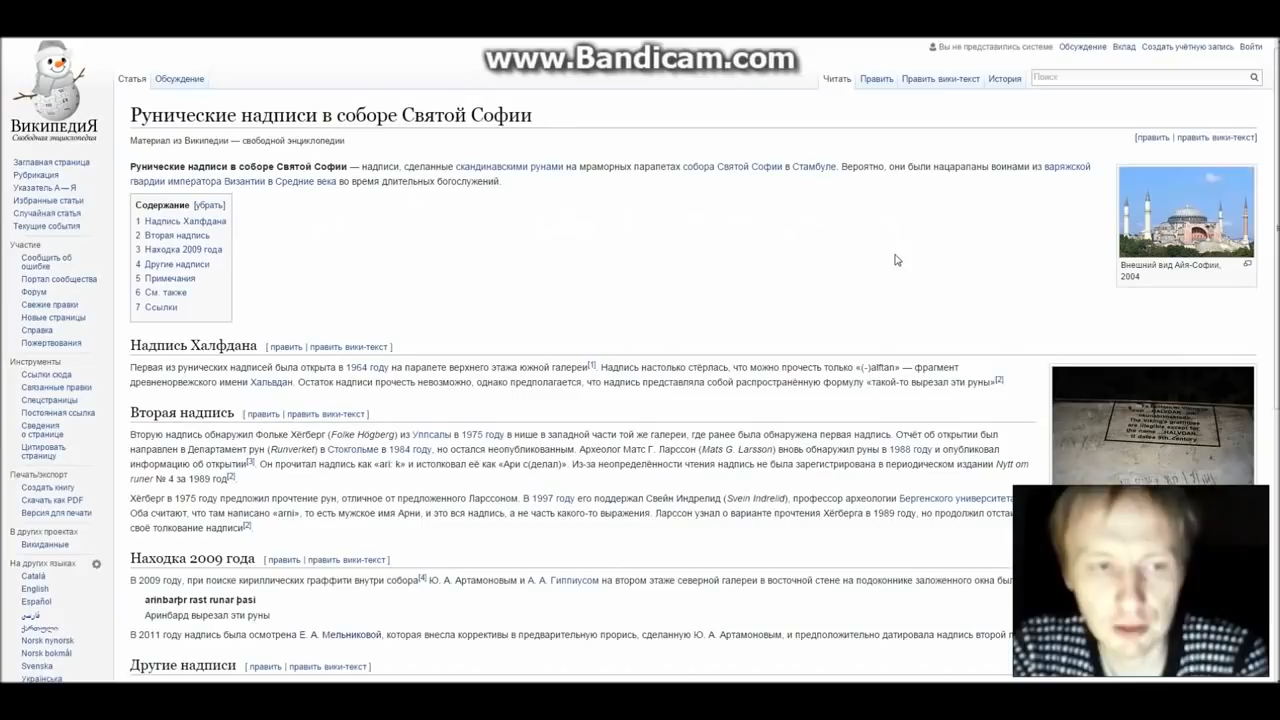 www.Bandicam.com
Вы не представились системе Обсуждение Вклад Создать учётную запись Войти
Статья Обсуждение Читать Править Править вики-текст История Поиск
ВИКИПЕДИЯ
Свободная энциклопедия
Заглавная страница
Рубрикация
Указатель А — Я
Избранные статьи
Случайная статья
Текущие события
Участие
Сообщить об
ошибке
Портал сообщества
Форум
Свежие правки
Новые страницы
Справка
Пожертвования
Инструменты
Ссылки сюда
Связанные правки
Спецстраницы
Постоянная ссылка
Сведения
о странице
Цитировать
страницу
Печать/экспорт
Создать книгу
Скачать как PDF
Версия для печати
В других проектах
Викиданные
На других языках
Català
English
Español
فارسی
ქართული
Norsk nynorsk
Norsk bokmål
Svenska
Українська
Рунические надписи в соборе Святой Софии
Материал из Википедии — свободной энциклопедии
[править | править вики-текст]
Рунические надписи в соборе Святой Софии — надписи, сделанные скандинавскими рунами на мраморных парапетах собора Святой Софии в Стамбуле. Вероятно, они были нацарапаны воинами из варяжской
гвардии императора Византии в Средние века во время длительных богослужений.
Содержание [убрать]
1 Надпись Халфдана
2 Вторая надпись
3 Находка 2009 года
4 Другие надписи
5 Примечания
6 См. также
7 Ссылки
Внешний вид Айя-Софии,
2004
Надпись Халфдана [ править | править вики-текст ]
Первая из рунических надписей была открыта в 1964 году на парапете верхнего этажа южной галереи[1]. Надпись настолько стёрлась, что можно прочесть только «(-)alftan» — фрагмент
древненорвежского имени Хальвдан. Остаток надписи прочесть невозможно, однако предполагается, что надпись представляла собой распространённую формулу «такой-то вырезал эти руны»[2]
Вторая надпись [ править | править вики-текст ]
Вторую надпись обнаружил Фольке Хёгберг (Folke Högberg) из Уппсалы в 1975 году в нише в западной части той же галереи, где ранее была обнаружена первая надпись. Отчёт об открытии был
направлен в Департамент рун (Runverket) в Стокгольме в 1984 году, но остался неопубликованным. Археолог Матс Г. Ларссон (Mats G. Larsson) вновь обнаружил руны в 1988 году и опубликовал
информацию об открытии[3]. Он прочитал надпись как «ari: k» и истолковал её как «Ари с(делал)». Из-за неопределённости чтения надпись не была зарегистрирована в периодическом издании Nytt om
runer № 4 за 1989 год[2].
Хёгберг в 1975 году предложил прочтение рун, отличное от предложенного Ларссоном. В 1997 году его поддержал Свейн Индрелид (Svein Indrelid), профессор археологии Бергенского университета
Оба считают, что там написано «arni», то есть мужское имя Арни, и это вся надпись, а не часть какого-то выражения. Ларссон узнал о варианте прочтения Хёгберга в 1989 году, но продолжил отста
своё толкование надписи[2].
Находка 2009 года [ править | править вики-текст ]
В 2009 году, при поиске кириллических граффити внутри собора[4] Ю. А. Артамоновым и А. А. Гиппиусом на втором этаже северной галереи в восточной стене на подоконнике заложенного окна был
arinbarþr rast runar þasi
Аринбард вырезал эти руны
В 2011 году надпись была осмотрена Е. А. Мельниковой, которая внесла коррективы в предварительную прорись, сделанную Ю. А. Артамоновым, и предположительно датировала надпись второй п
Другие надписи [ править | править вики-текст ]